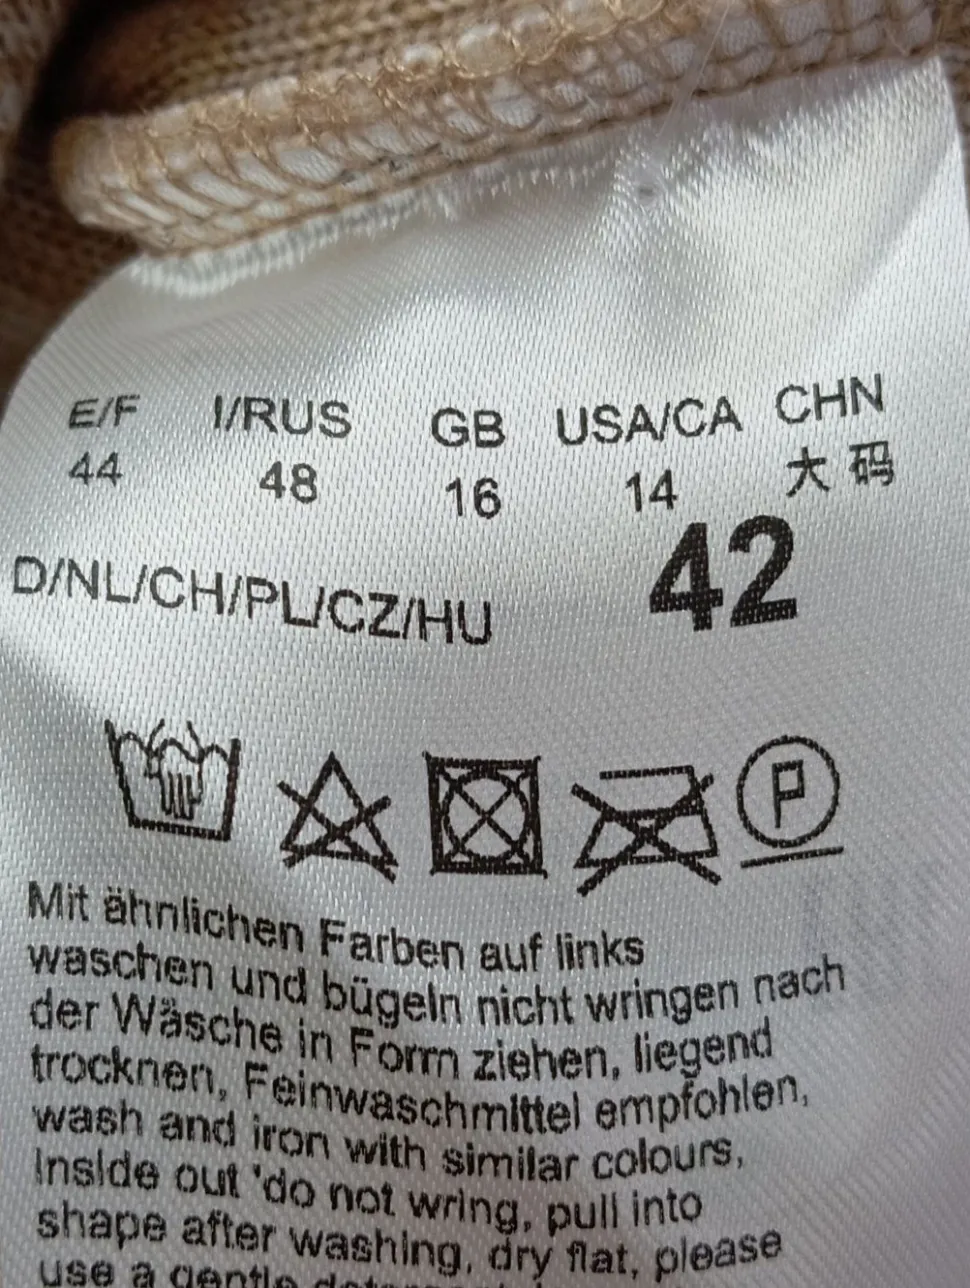 E/F I/RUS GB USA/CA CHN
44 48 16 14 大码
D/NL/CH/PL/CZ/HU 42
P
Mit ähnlichen Farben auf links
waschen und bügeln nicht wringen nach
der Wäsche in Form ziehen, liegend
trocknen, Feinwaschmittel empfohlen,
wash and iron with similar colours,
Inside out 'do not wring, pull into
shape after washing, dry flat, please
use a gentle